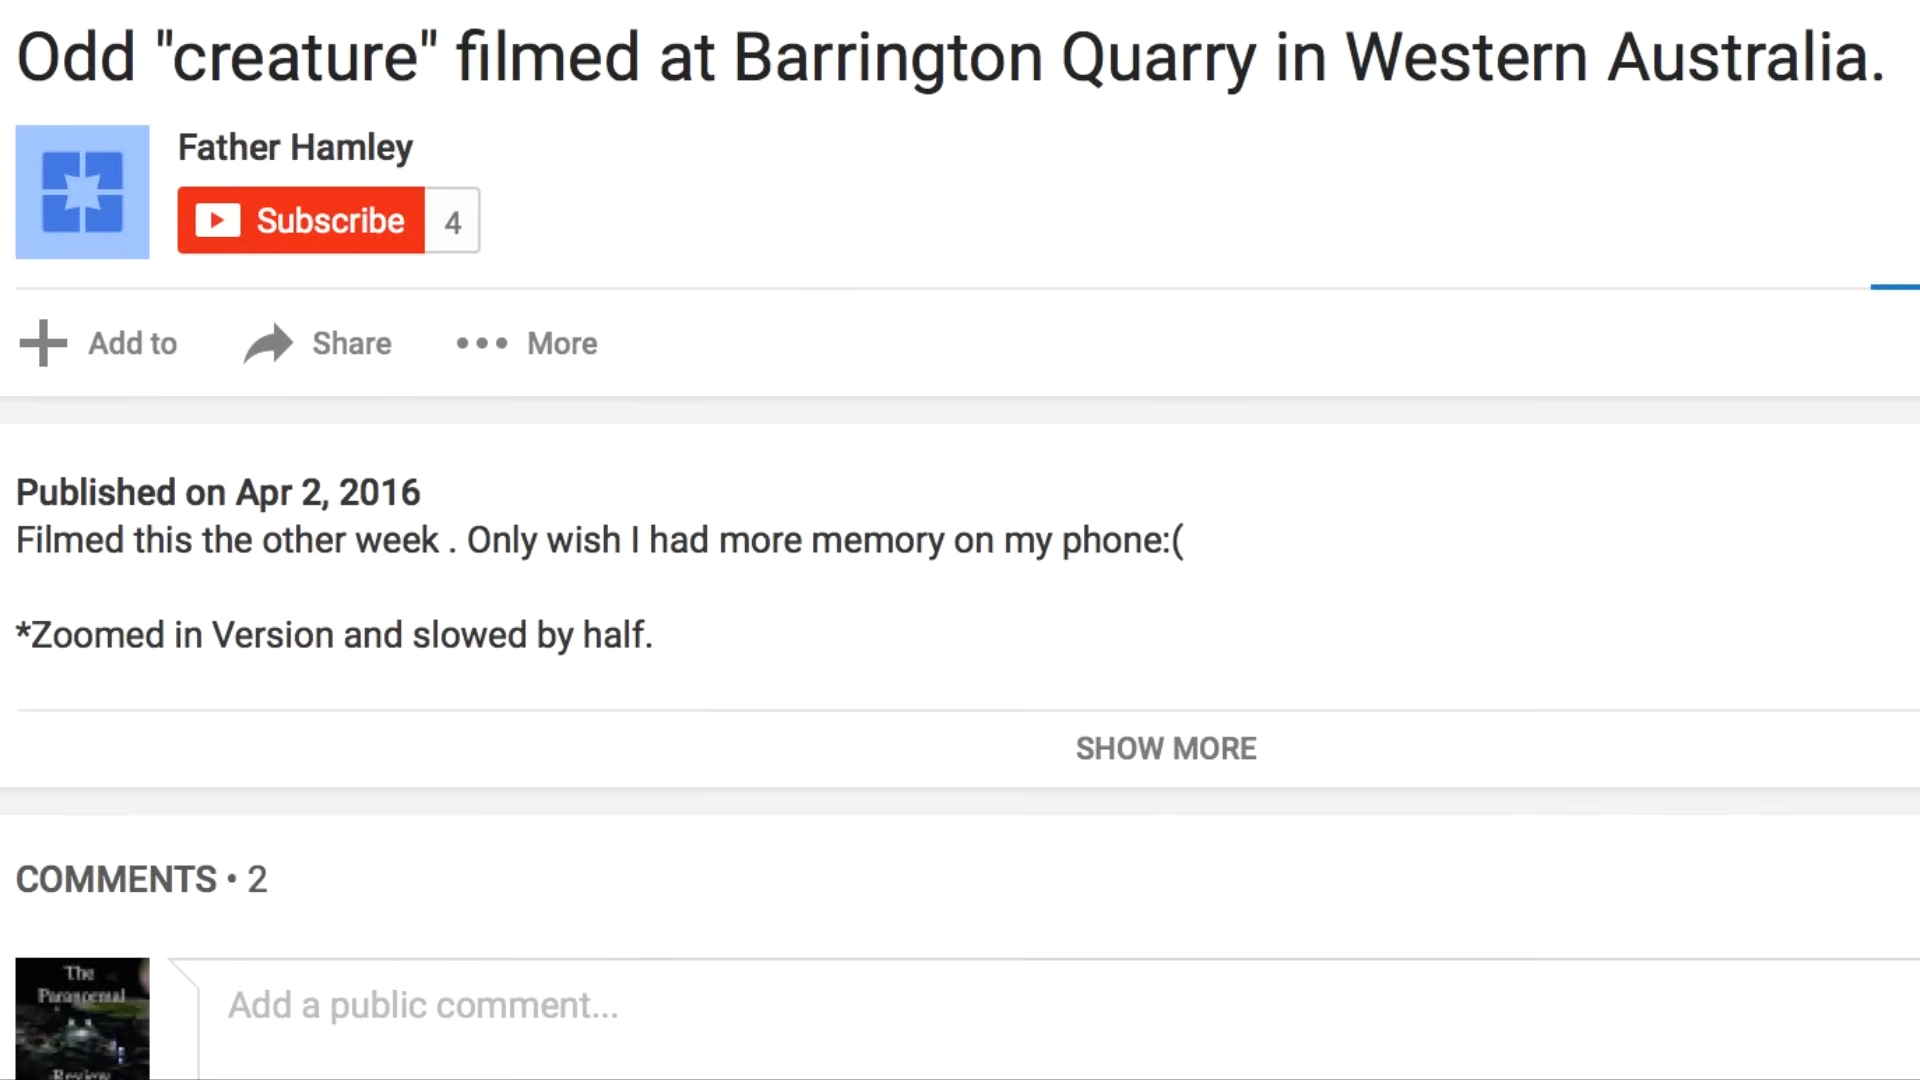 Odd "creature" filmed at Barrington Quarry in Western Australia.
Father Hamley
Subscribe 4
Add to Share More
Published on Apr 2, 2016
Filmed this the other week . Only wish I had more memory on my phone:(
*Zoomed in Version and slowed by half.
SHOW MORE
COMMENTS • 2
The
Paranormal
Review
Add a public comment...